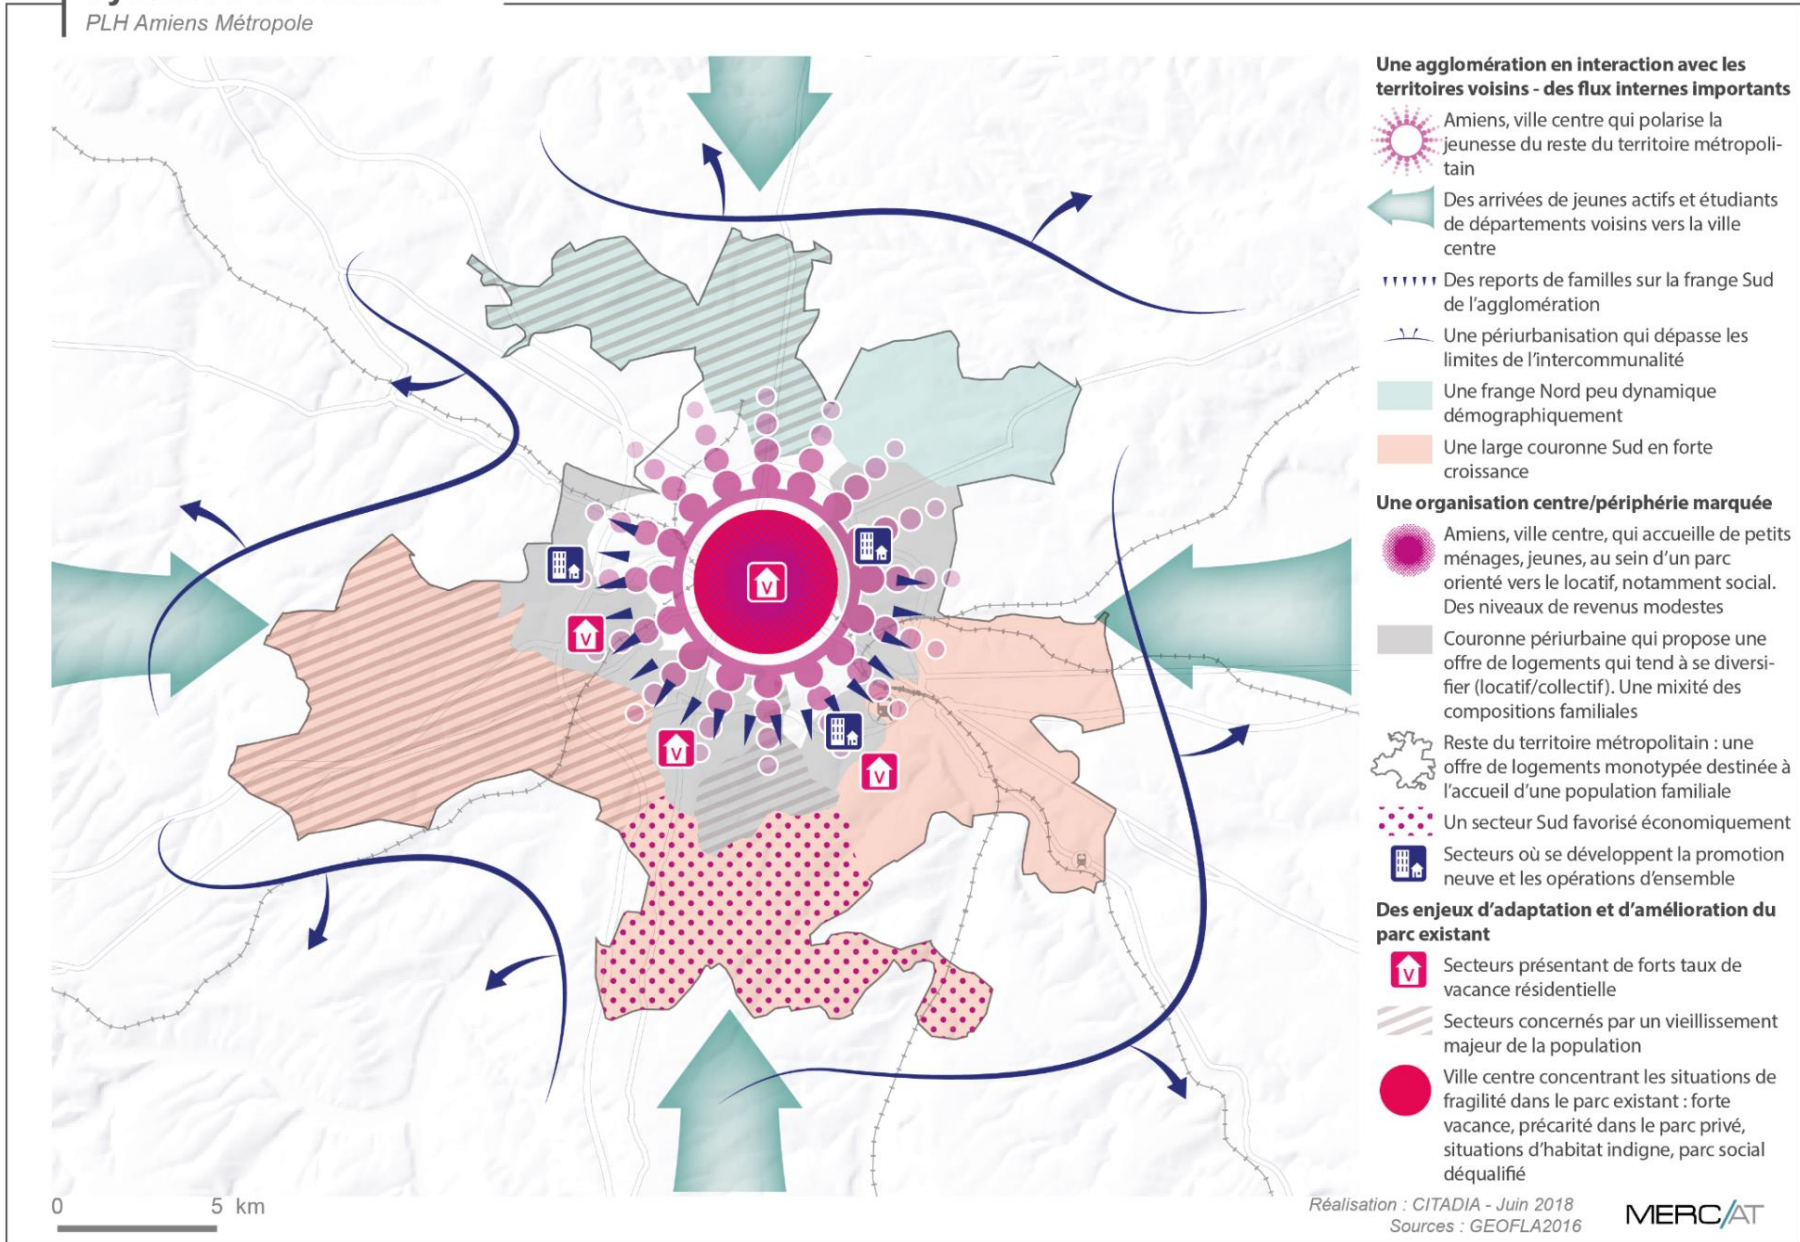 PLH Amiens Métropole
Une agglomération en interaction avec les
territoires voisins - des flux internes importants
Amiens, ville centre qui polarise la
jeunesse du reste du territoire métropoli-
tain
Des arrivées de jeunes actifs et étudiants
de départements voisins vers la ville
centre
Des reports de familles sur la frange Sud
de l'agglomération
Une périurbanisation qui dépasse les
limites de l'intercommunalité
Une frange Nord peu dynamique
démographiquement
Une large couronne Sud en forte
croissance
Une organisation centre/périphérie marquée
Amiens, ville centre, qui accueille de petits
ménages, jeunes, au sein d'un parc
orienté vers le locatif, notamment social.
Des niveaux de revenus modestes
Couronne périurbaine qui propose une
offre de logements qui tend à se diversi-
fier (locatif/collectif). Une mixité des
compositions familiales
Reste du territoire métropolitain : une
offre de logements monotypée destinée à
l'accueil d'une population familiale
Un secteur Sud favorisé économiquement
Secteurs où se développent la promotion
neuve et les opérations d'ensemble
Des enjeux d'adaptation et d'amélioration du
parc existant
V
Secteurs présentant de forts taux de
vacance résidentielle
Secteurs concernés par un vieillissement
majeur de la population
Ville centre concentrant les situations de
fragilité dans le parc existant : forte
vacance, précarité dans le parc privé,
situations d'habitat indigne, parc social
déqualifié
V
V
V
V
0 5 km
Réalisation : CITADIA - Juin 2018
Sources : GEOFLA2016
MERC/AT